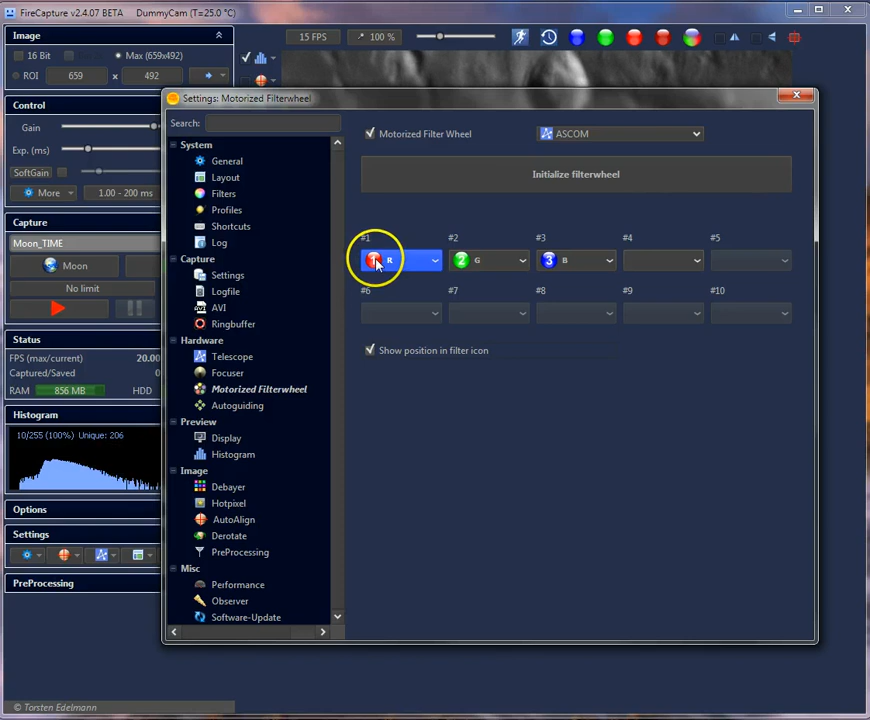 FireCapture v2.4.07 BETA DummyCam (T=25.0 °C)
Image
16 Bit Max (659x492)
ROI 659 x 492
15 FPS 100 %
Control
Gain
Exp. (ms)
SoftGain
More 1.00 - 200 ms
Capture
Moon_TIME
Moon
No limit
Status
FPS (max/current) 20.00
Captured/Saved 0
RAM 856 MB HDD
Histogram
10/255 (100%) Unique: 206
Options
Settings
PreProcessing
© Torsten Edelmann
Settings: Motorized Filterwheel
Search:
System
General
Layout
Filters
Profiles
Shortcuts
Log
Capture
Settings
Logfile
AVI
Ringbuffer
Hardware
Telescope
Focuser
Motorized Filterwheel
Autoguiding
Preview
Display
Histogram
Image
Debayer
Hotpixel
AutoAlign
Derotate
PreProcessing
Misc
Performance
Observer
Software-Update
Motorized Filter Wheel ASCOM
Initialize filterwheel
#1 #2 #3 #4 #5
1 R 2 G 3 B
#6 #7 #8 #9 #10
Show position in filter icon